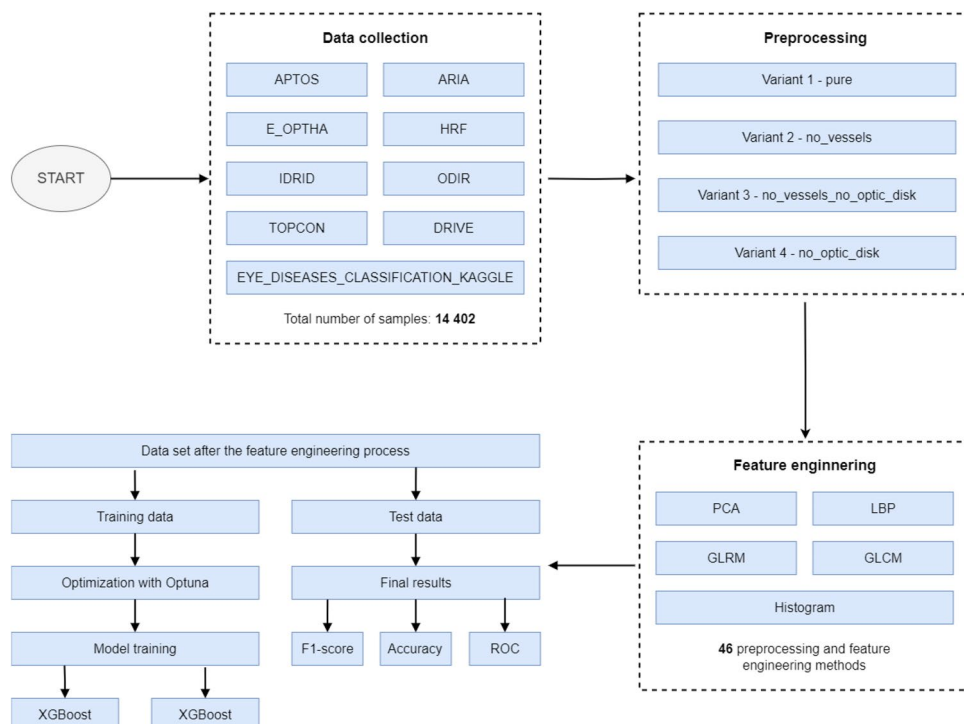 START
Data collection
APTOS
ARIA
E_OPTHA
HRF
IDRID
ODIR
TOPCON
DRIVE
EYE_DISEASES_CLASSIFICATION_KAGGLE
Total number of samples: 14 402
Preprocessing
Variant 1 - pure
Variant 2 - no_vessels
Variant 3 - no_vessels_no_optic_disk
Variant 4 - no_optic_disk
Feature enginnering
PCA
LBP
GLRM
GLCM
Histogram
46 preprocessing and feature
engineering methods
Data set after the feature engineering process
Training data
Test data
Optimization with Optuna
Final results
Model training
F1-score
Accuracy
ROC
XGBoost
XGBoost